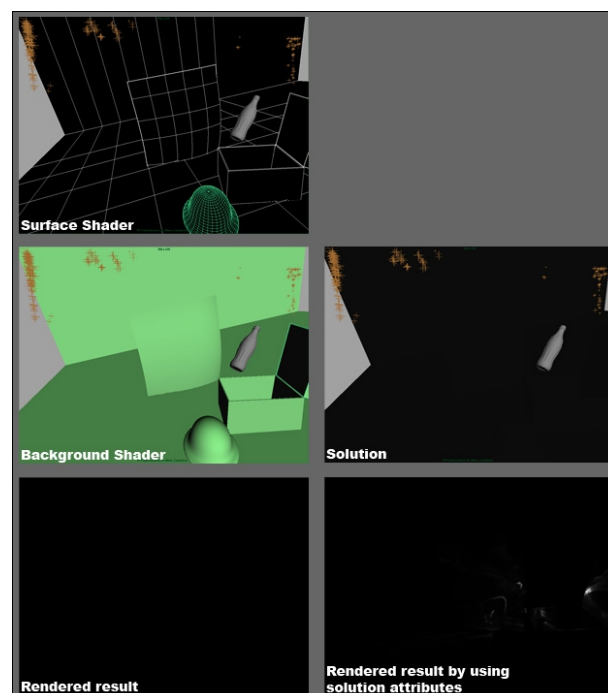 Surface Shader
Background Shader
Solution
Rendered result
Rendered result by using
solution attributes